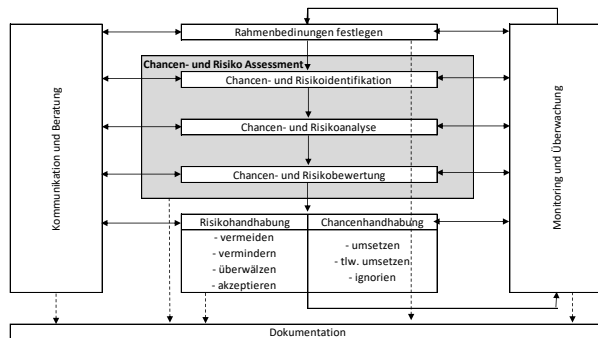 Rahmenbedinungen festlegen
Chancen- und Risiko Assessment
Chancen- und Risikoidentifikation
Chancen- und Risikoanalyse
Chancen- und Risikobewertung
Kommunikation und Beratung
Monitoring und Überwachung
Risikohandhabung
- vermeiden
- vermindern
- überwälzen
- akzeptieren
Chancenhandhabung
- umsetzen
- tlw. umsetzen
- ignorien
Dokumentation